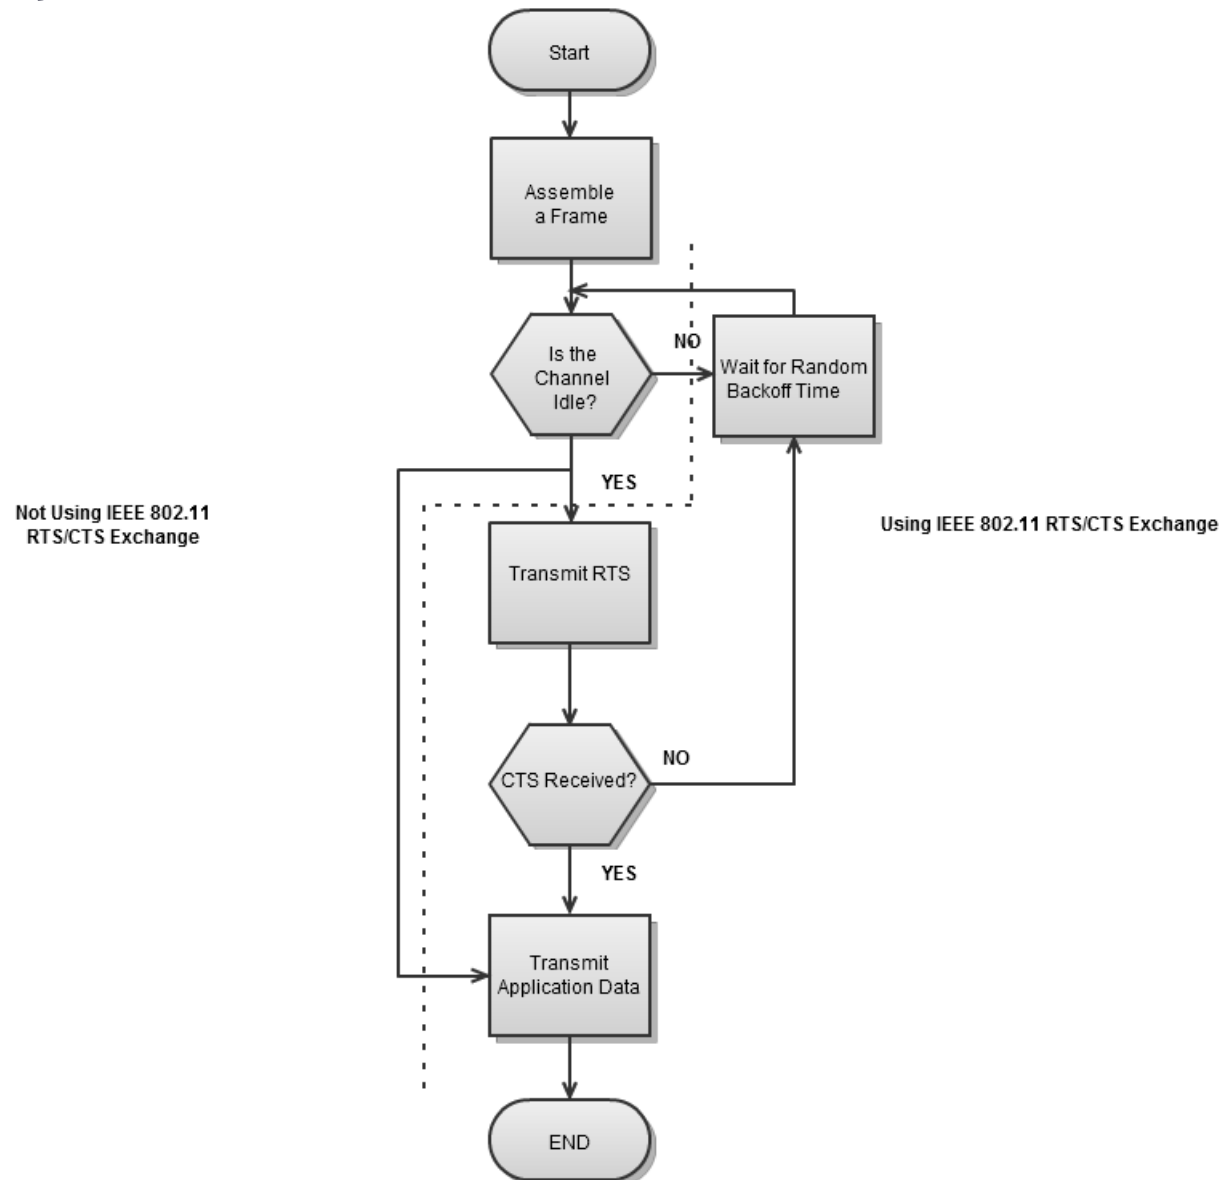 Start
Assemble
a Frame
Is the
Channel
Idle?
NO
Wait for Random
Backoff Time
YES
Not Using IEEE 802.11
RTS/CTS Exchange
Using IEEE 802.11 RTS/CTS Exchange
Transmit RTS
CTS Received?
NO
YES
Transmit
Application Data
END